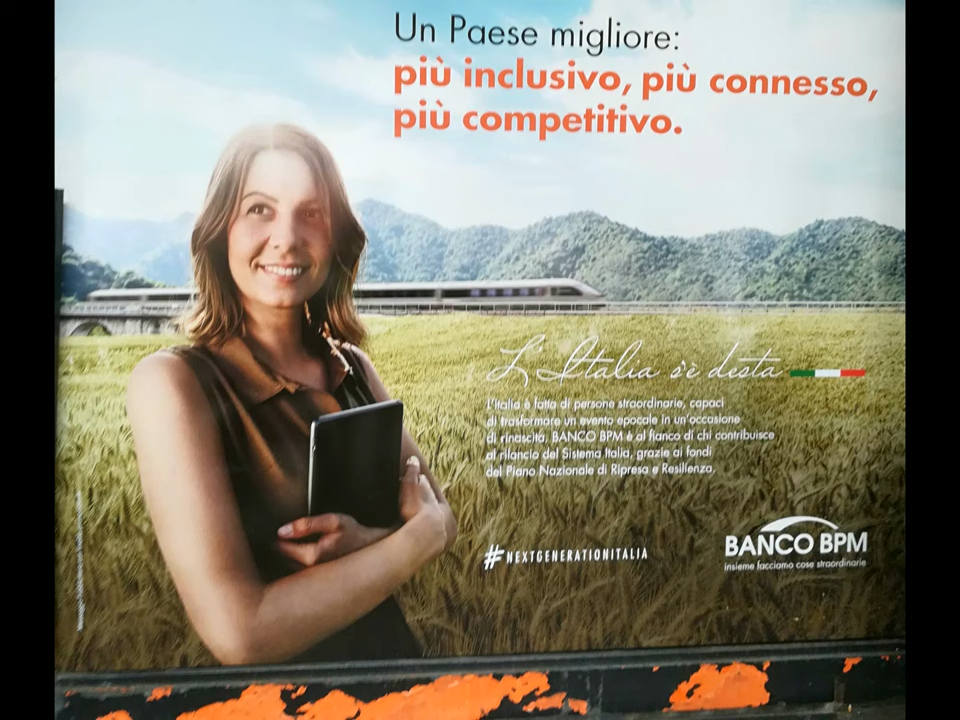 Un Paese migliore:
più inclusivo, più connesso,
più competitivo.
L'Italia s'è desta
L'Italia è fatta di persone straordinarie, capaci
di trasformare un evento epocale in un'occasione
di rinascita. BANCO BPM è al fianco di chi contribuisce
al rilancio del Sistema Italia, grazie ai fondi
del Piano Nazionale di Ripresa e Resilienza.
#NEXTGENERATIONITALIA
BANCO BPM
insieme facciamo cose straordinarie